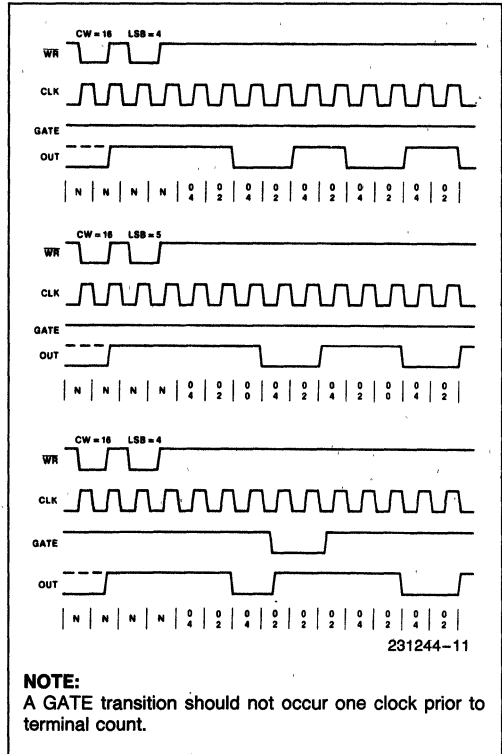 CW = 16 LSB = 4
WR
CLK
GATE
OUT
N N N N 0 0 0 0 0 0 0 0 0 0
4 2 4 2 4 2 4 2 4 2
CW = 16 LSB = 5
WR
CLK
GATE
OUT
N N N N 0 0 0 0 0 0 0 0 0 0
4 2 0 4 2 4 2 0 4 2
CW = 16 LSB = 4
WR
CLK
GATE
OUT
N N N N 0 0 0 0 0 0 0 0 0 0
4 2 4 2 2 2 4 2 4 2
231244–11
NOTE:
A GATE transition should not occur one clock prior to
terminal count.